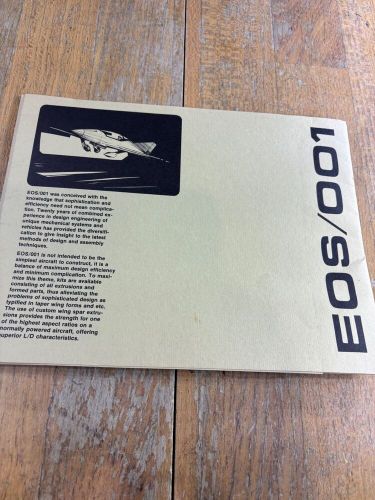 EOS/001
EOS/001 was conceived with the
knowledge that sophistication and
efficiency need not mean complica-
tion. Twenty years of combined ex-
perience in design engineering of
unique mechanical systems and
vehicles has provided the diversifi-
cation to give insight to the latest
methods of design and assembly
techniques.
EOS/001 is not intended to be the
simplest aircraft to construct, it is a
balance of maximum design efficiency
and minimum complication. To maxi-
mize this theme, kits are available
consisting of all extrusions and
formed parts, thus alleviating the
problems of sophisticated design as
typified in taper wing forms and etc.
The use of custom wing spar extru-
sions provides the strength for one
of the highest aspect ratios on a
normally powered aircraft, offering
superior L/D characteristics.